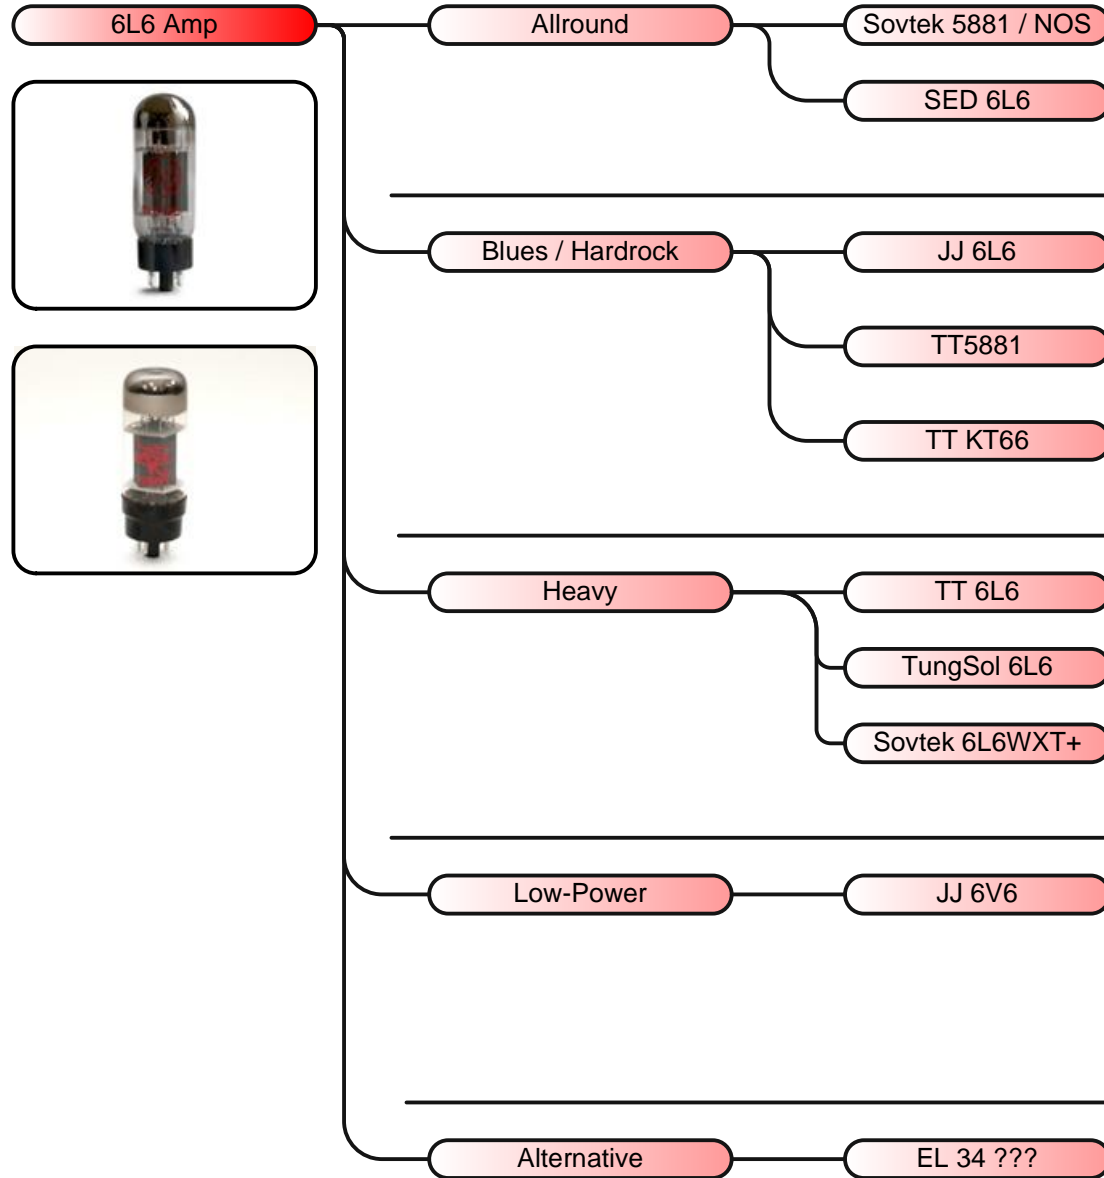 6L6 Amp
Allround
Sovtek 5881 / NOS
SED 6L6
Blues / Hardrock
JJ 6L6
TT5881
TT KT66
Heavy
TT 6L6
TungSol 6L6
Sovtek 6L6WXT+
Low-Power
JJ 6V6
Alternative
EL 34 ???